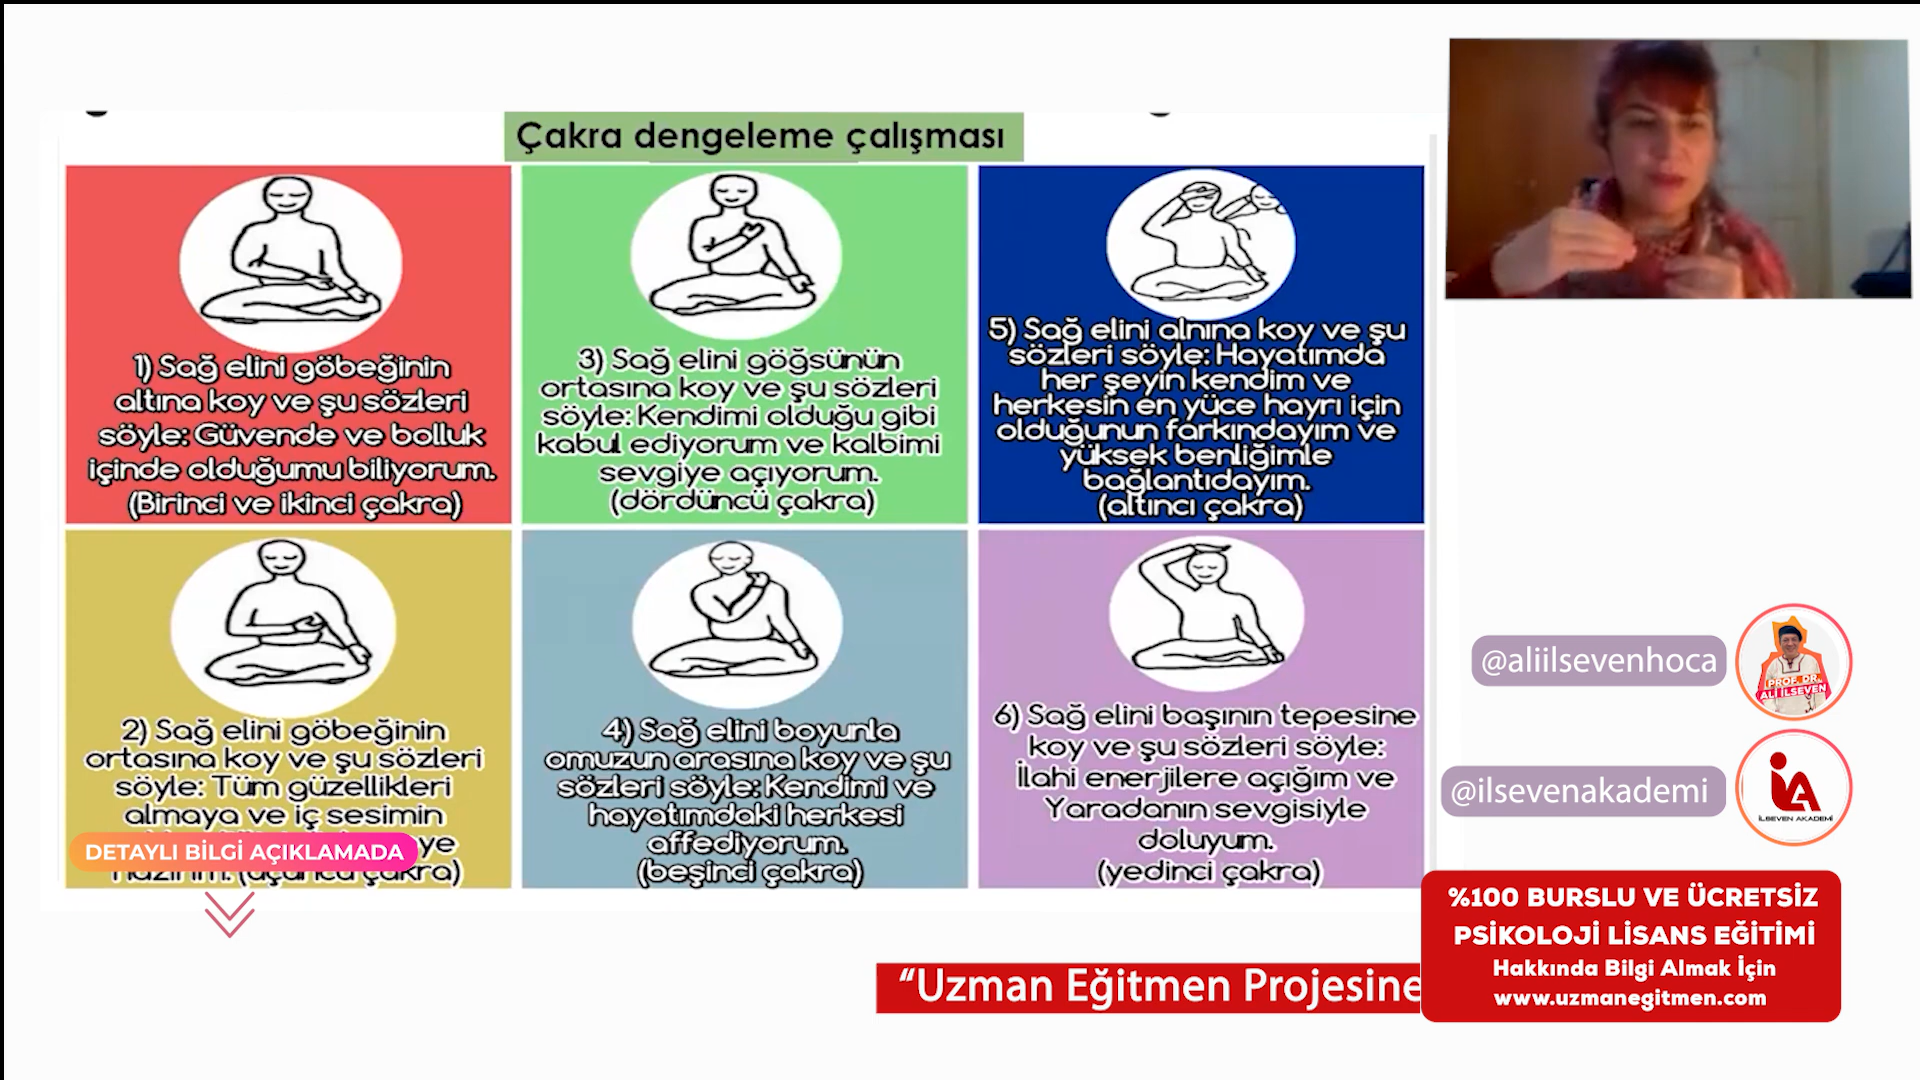 Çakra dengeleme çalışması
1) Sağ elini göbeğinin
altına koy ve şu sözleri
söyle: Güvende ve bolluk
içinde olduğumu biliyorum.
(Birinci ve ikinci çakra)
2) Sağ elini göbeğinin
ortasına koy ve şu sözleri
söyle: Tüm güzellikleri
almaya ve iç sesimin
DETAYLI BİLGİ AÇIKLAMADA
3) Sağ elini göğsünün
ortasına koy ve şu sözleri
söyle: Kendimi olduğu gibi
kabul ediyorum ve kalbimi
sevgiye açıyorum.
(dördüncü çakra)
4) Sağ elini boyunla
omuzun arasına koy ve şu
sözleri söyle: Kendimi ve
hayatımdaki herkesi
affediyorum.
(beşinci çakra)
5) Sağ elini alnına koy ve şu
sözleri söyle: Hayatımda
her şeyin kendim ve
herkesin en yüce hayrı için
olduğunun farkındayım ve
yüksek benliğimle
bağlantıdayım.
(altıncı çakra)
6) Sağ elini başının tepesine
koy ve şu sözleri söyle:
İlahi enerjilere açığım ve
Yaradanın sevgisiyle
doluyum.
(yedinci çakra)
@aliilsevenhoca
PROF. DR.
ALİ İLSEVEN
@ilsevenakademi
İLSEVEN AKADEMİ
%100 BURSLU VE ÜCRETSİZ
PSİKOLOJİ LİSANS EĞİTİMİ
Hakkında Bilgi Almak İçin
www.uzmanegitmen.com
“Uzman Eğitmen Projesine